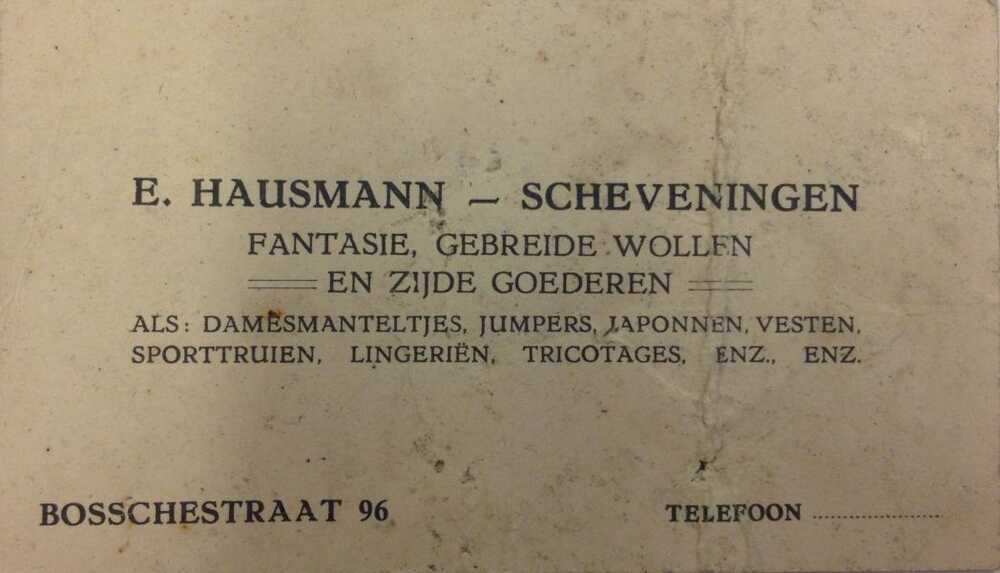 E. HAUSMANN — SCHEVENINGEN
FANTASIE, GEBREIDE WOLLEN
EN ZIJDE GOEDEREN
ALS: DAMESMANTELTJES, JUMPERS, JAPONNEN, VESTEN,
SPORTTRUIEN, LINGERIËN, TRICOTAGES, ENZ., ENZ.
BOSSCHESTRAAT 96
TELEFOON ........................